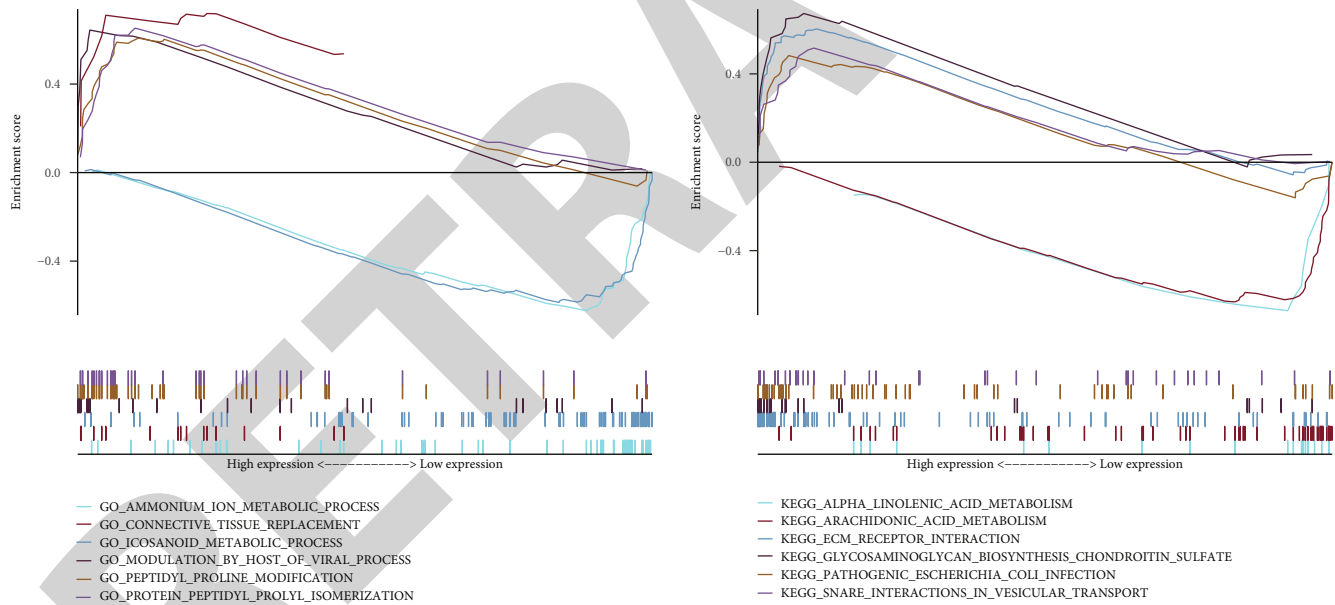 Enrichment score
0.4
0.0
−0.4
High expression <−−−−−−−−−−−> Low expression
GO_AMMONIUM_ION_METABOLIC_PROCESS
GO_CONNECTIVE_TISSUE_REPLACEMENT
GO_ICOSANOID_METABOLIC_PROCESS
GO_MODULATION_BY_HOST_OF_VIRAL_PROCESS
GO_PEPTIDYL_PROLINE_MODIFICATION
GO_PROTEIN_PEPTIDYL_PROLYL_ISOMERIZATION
Enrichment score
0.4
0.0
−0.4
High expression <−−−−−−−−−−−> Low expression
KEGG_ALPHA_LINOLENIC_ACID_METABOLISM
KEGG_ARACHIDONIC_ACID_METABOLISM
KEGG_ECM_RECEPTOR_INTERACTION
KEGG_GLYCOSAMINOGLYCAN_BIOSYNTHESIS_CHONDROITIN_SULFATE
KEGG_PATHOGENIC_ESCHERICHIA_COLI_INFECTION
KEGG_SNARE_INTERACTIONS_IN_VESICULAR_TRANSPORT